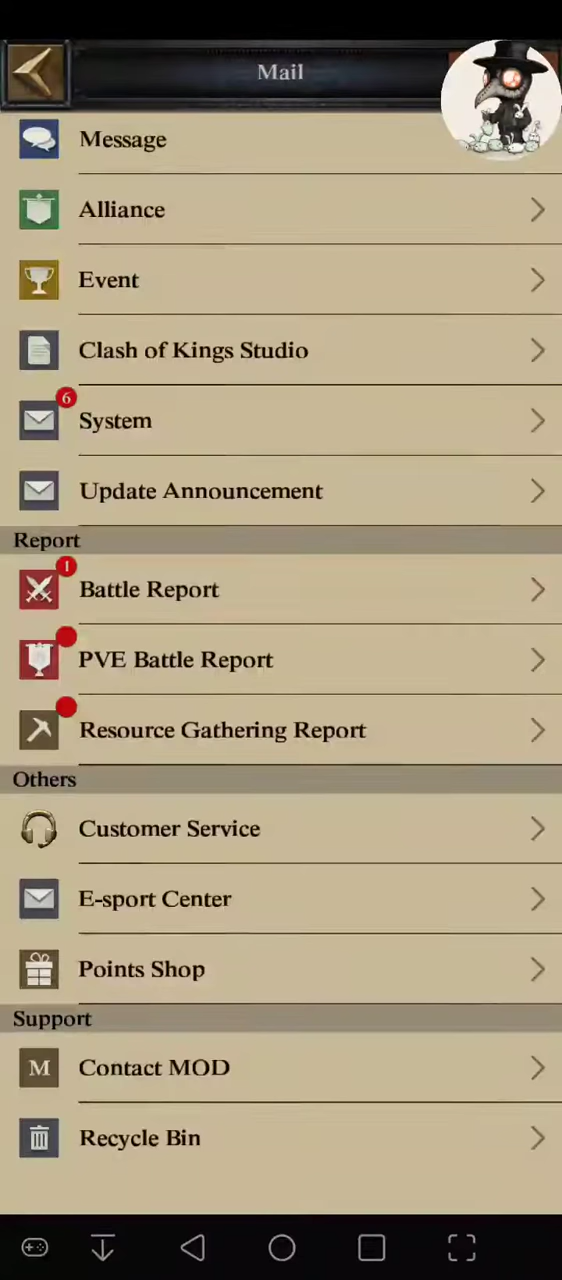 Mail
Message
Alliance
Event
Clash of Kings Studio
6
System
Update Announcement
Report
1
Battle Report
PVE Battle Report
Resource Gathering Report
Others
Customer Service
E-sport Center
Points Shop
Support
M
Contact MOD
Recycle Bin